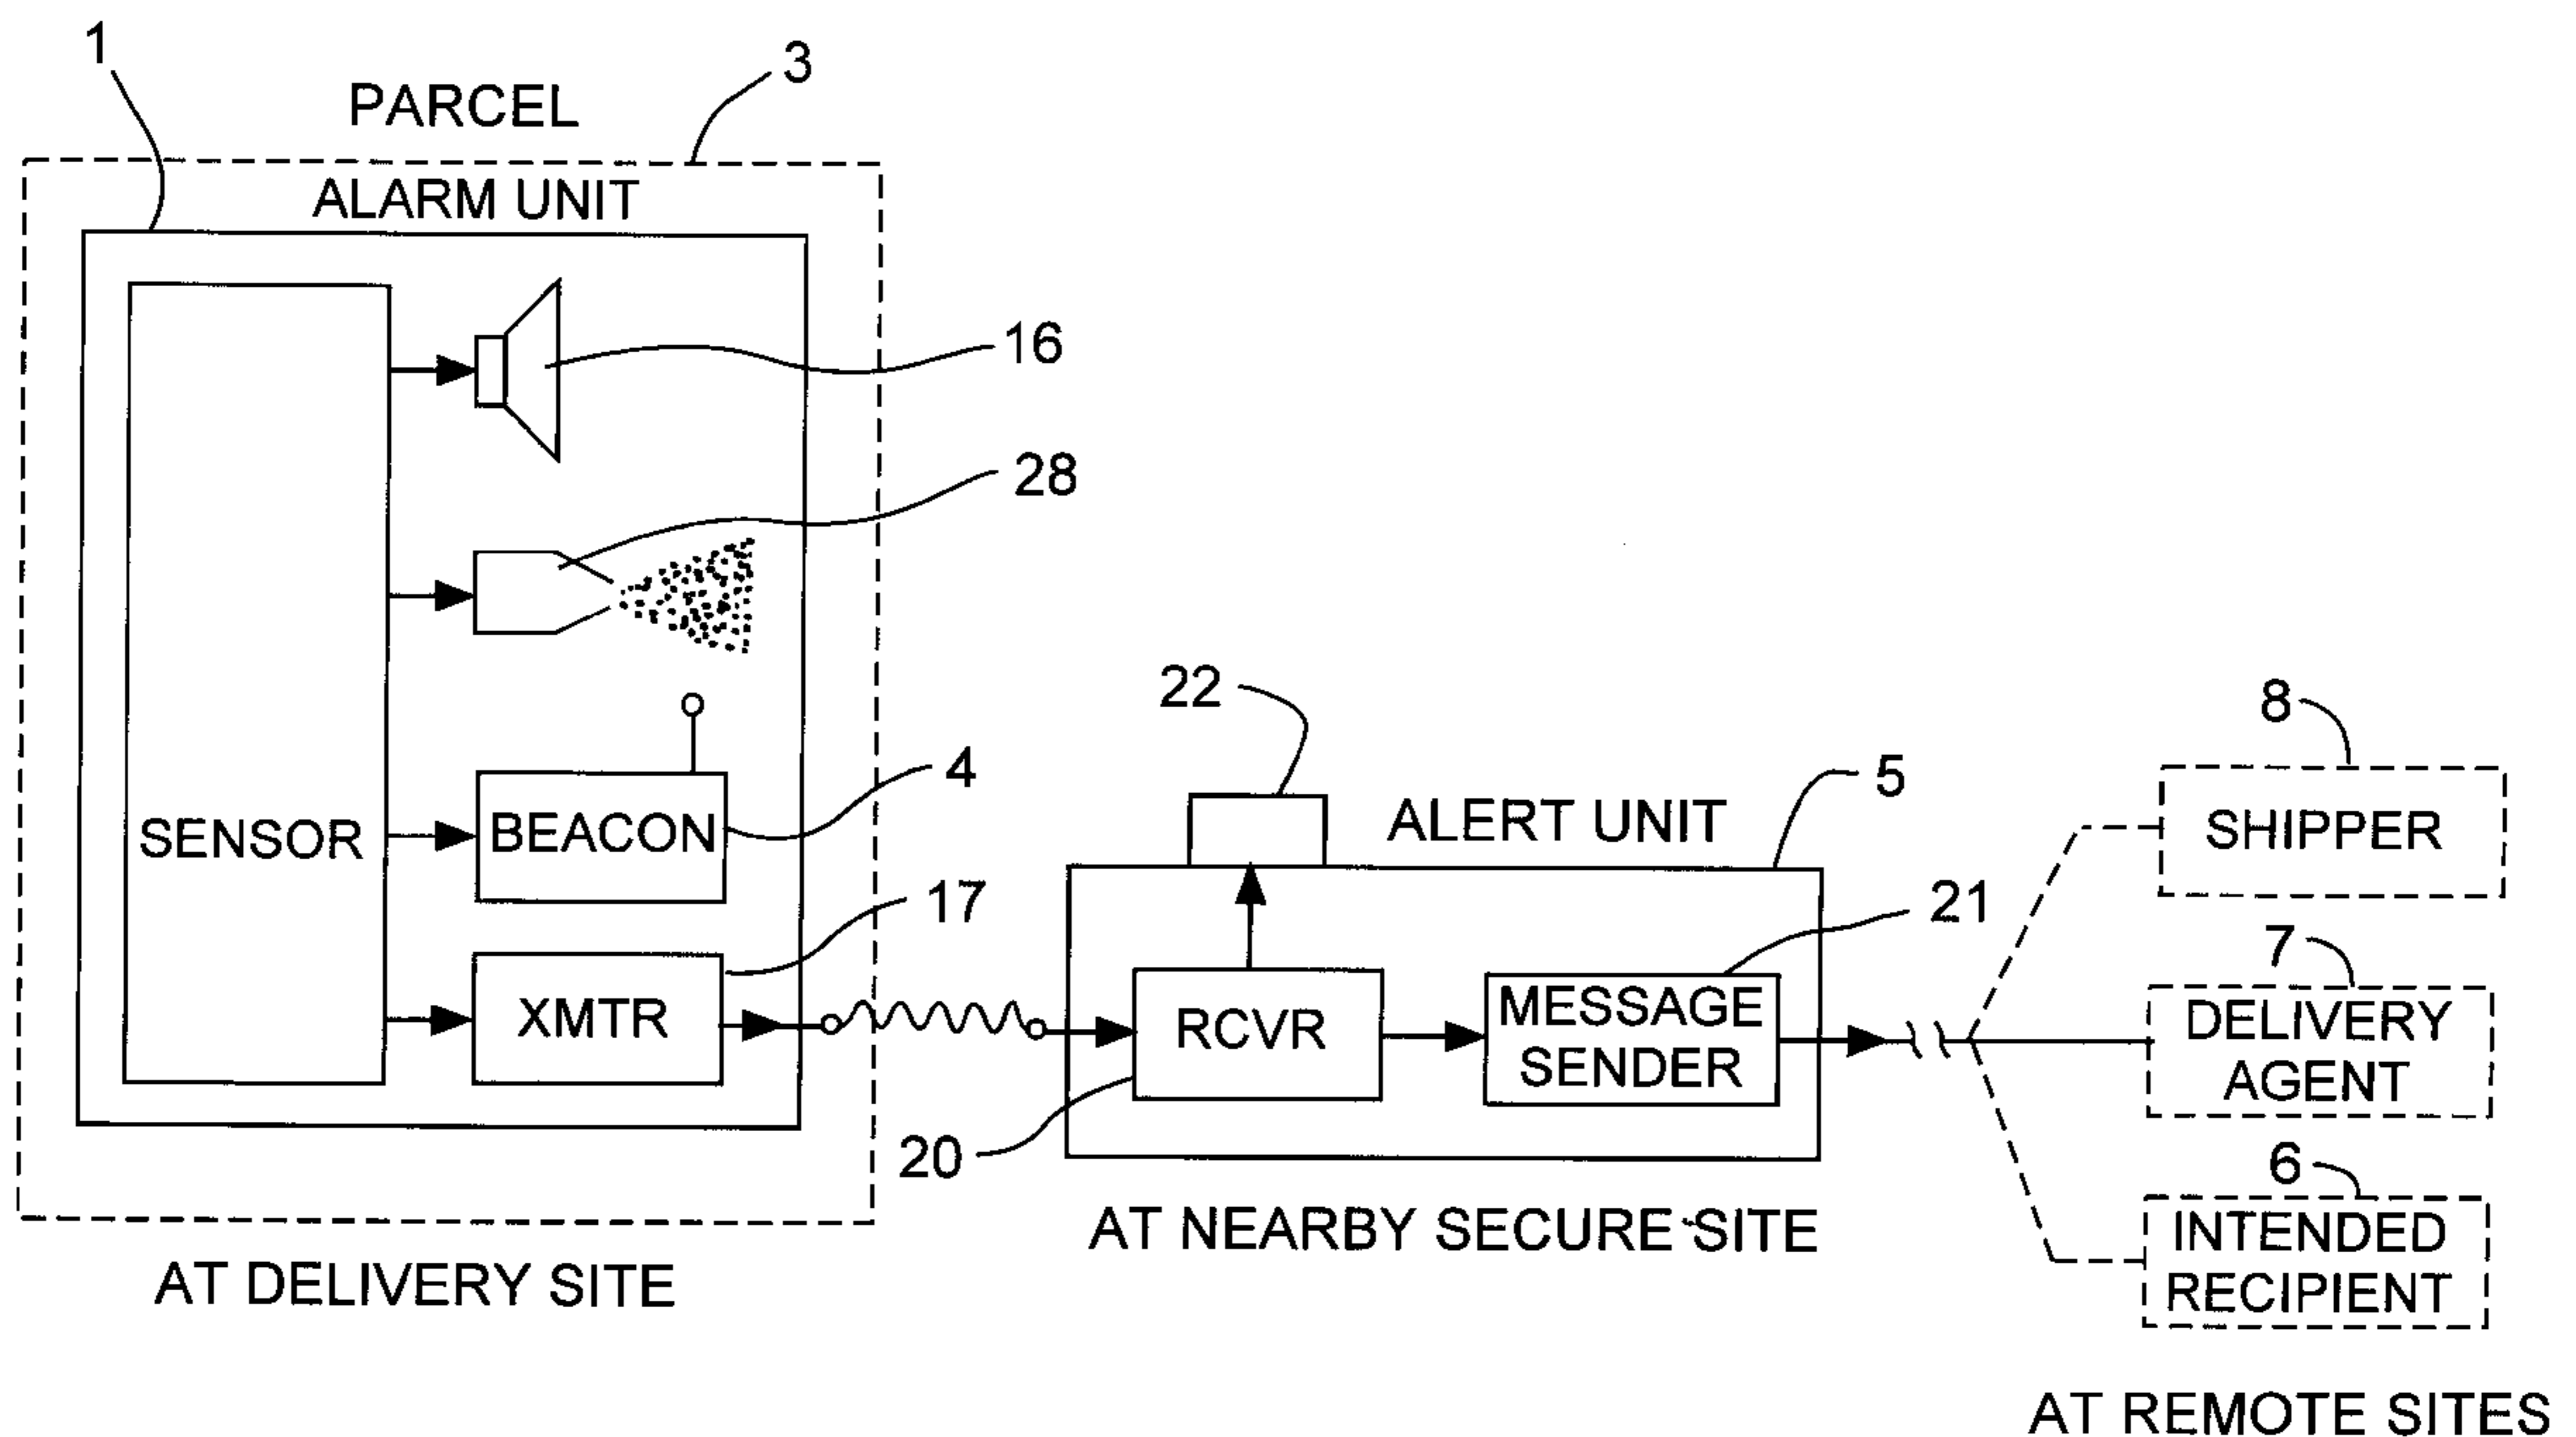 1
3
PARCEL
ALARM UNIT
16
28
SENSOR
BEACON
4
XMTR
17
AT DELIVERY SITE
22
ALERT UNIT
5
21
RCVR
MESSAGE
SENDER
20
AT NEARBY SECURE SITE
8
SHIPPER
7
DELIVERY
AGENT
6
INTENDED
RECIPIENT
AT REMOTE SITES